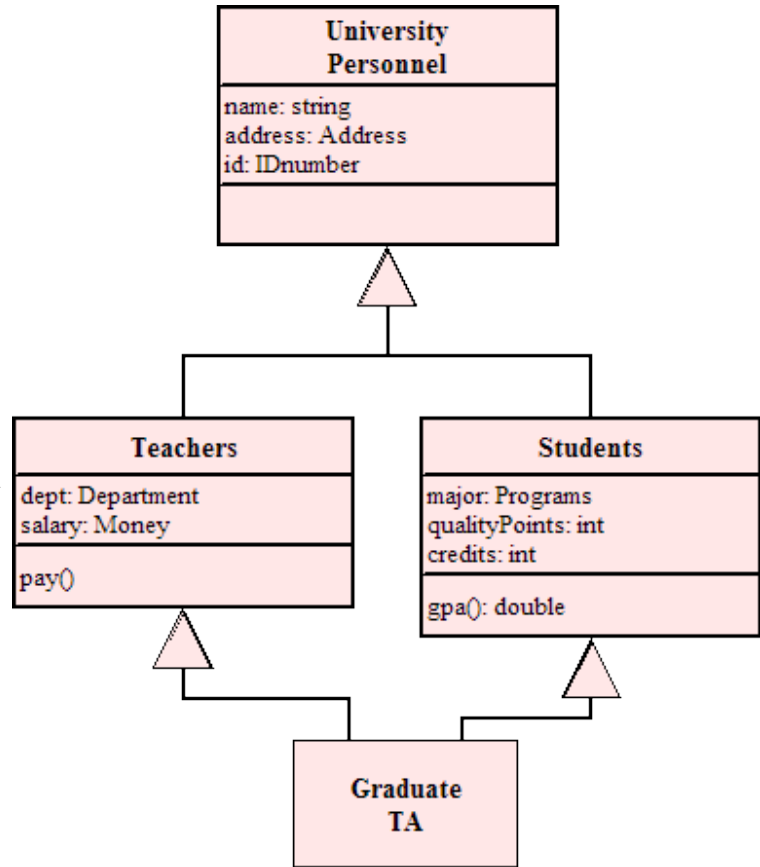 University
Personnel
name: string
address: Address
id: IDnumber
Teachers
dept: Department
salary: Money
pay()
Students
major: Programs
qualityPoints: int
credits: int
gpa(): double
Graduate
TA